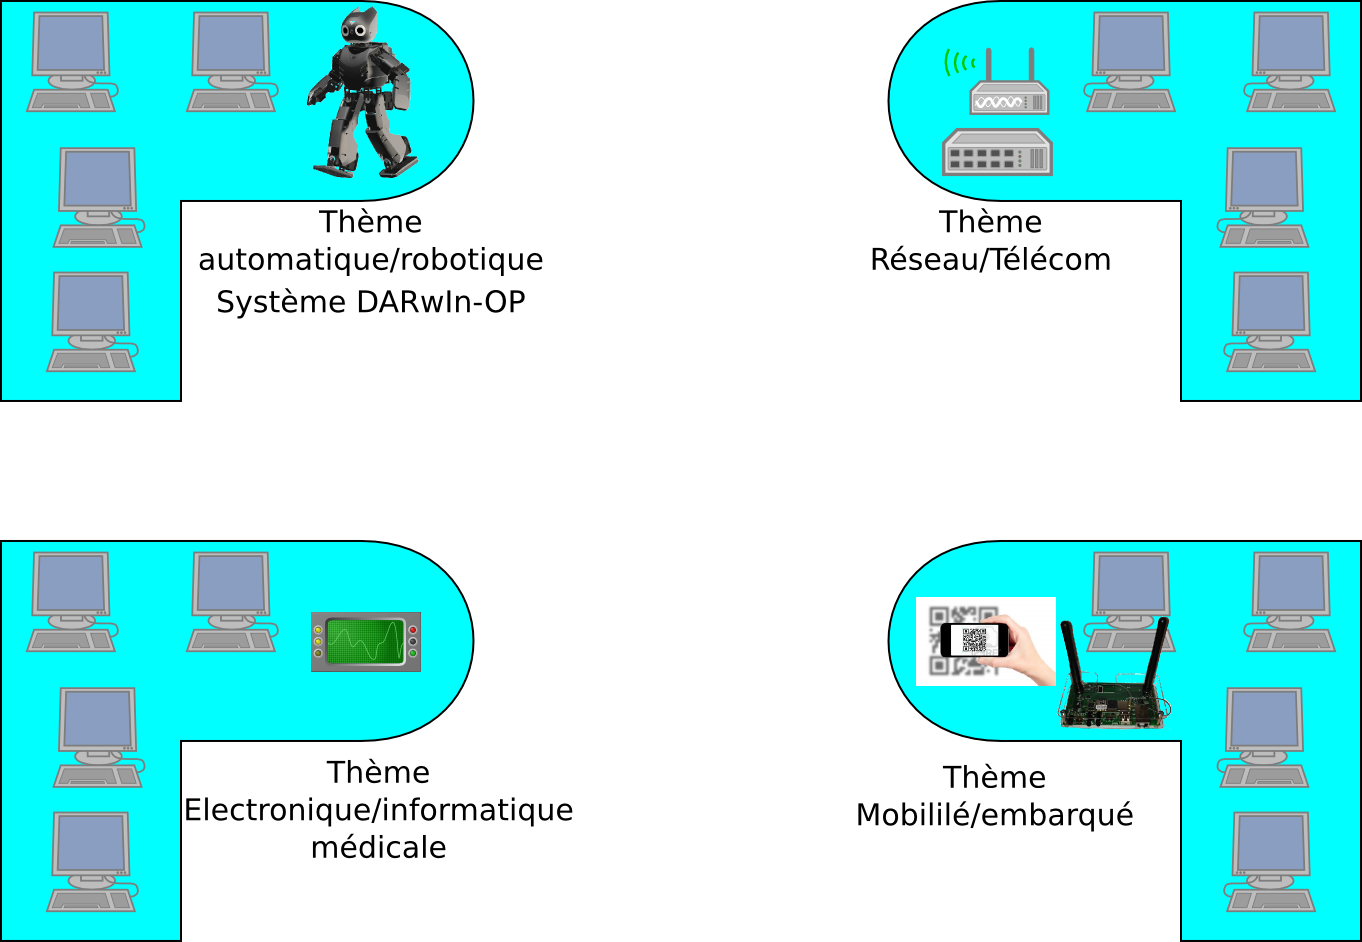 Thème
automatique/robotique
Système DARwIn-OP
Thème
Réseau/Télécom
Thème
Electronique/informatique
médicale
Thème
Mobililé/embarqué